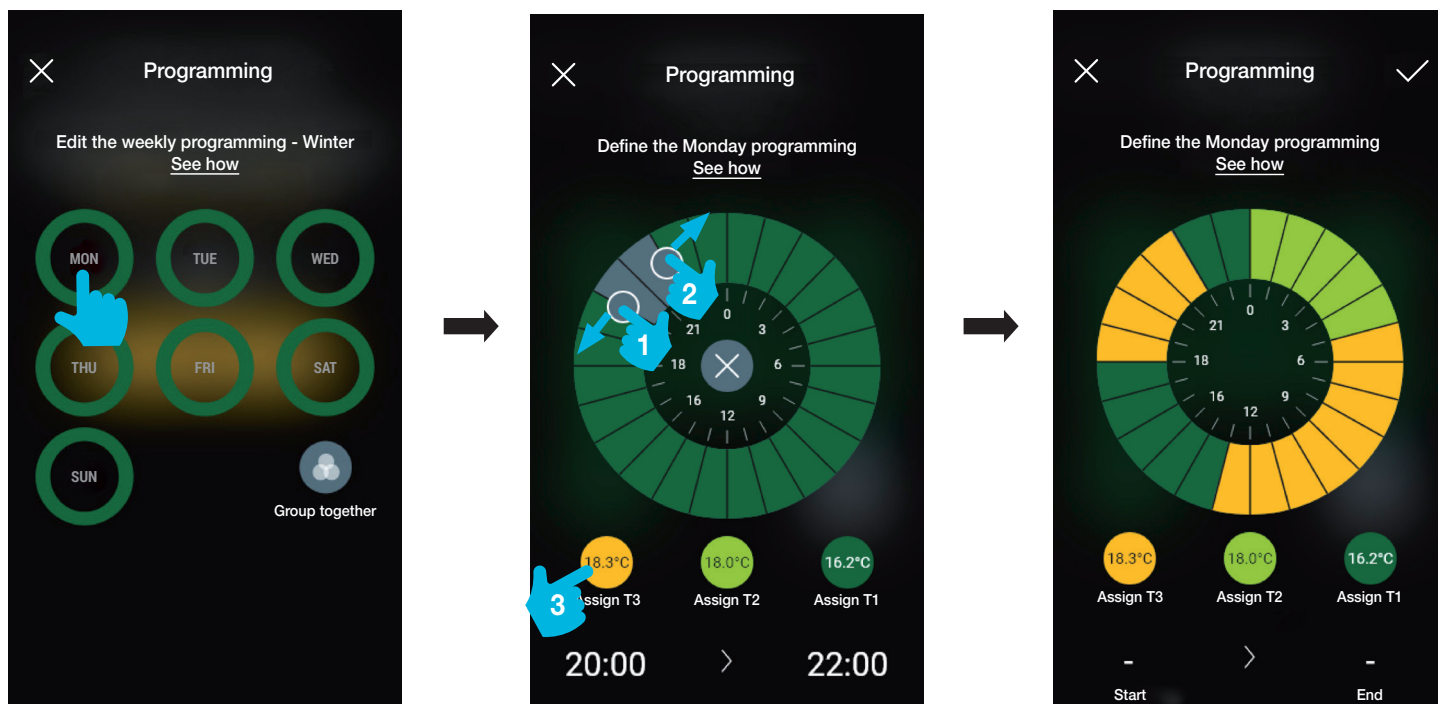 Programming
Edit the weekly programming - Winter
See how
MON
TUE
WED
THU
FRI
SAT
SUN
Group together
Programming
Define the Monday programming
See how
2
1
0
3
6
9
12
16
18
21
18.3°C
18.0°C
16.2°C
3
ssign T3
Assign T2
Assign T1
20:00
22:00
Programming
Define the Monday programming
See how
0
3
6
9
12
16
18
21
18.3°C
18.0°C
16.2°C
Assign T3
Assign T2
Assign T1
- -
Start
End